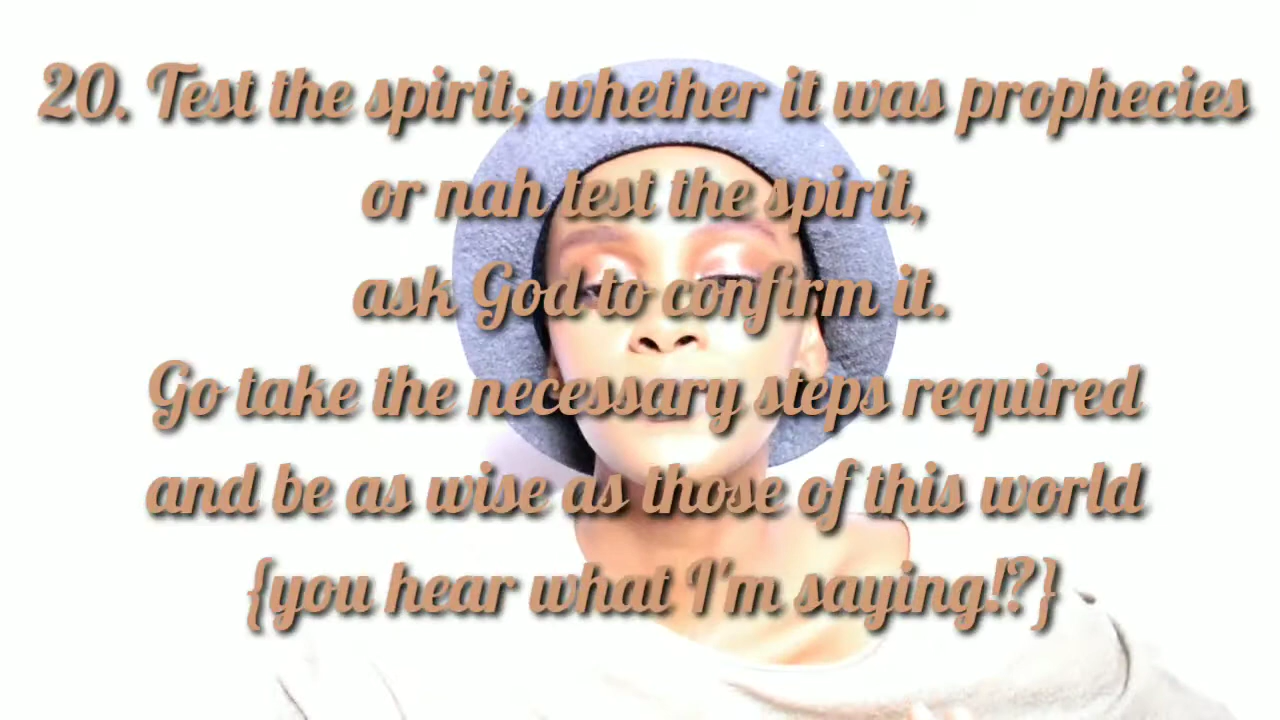 20. Test the spirit; whether it was prophecies
or nah test the spirit,
ask God to confirm it.
Go take the necessary steps required
and be as wise as those of this world
{you hear what I'm saying!?}